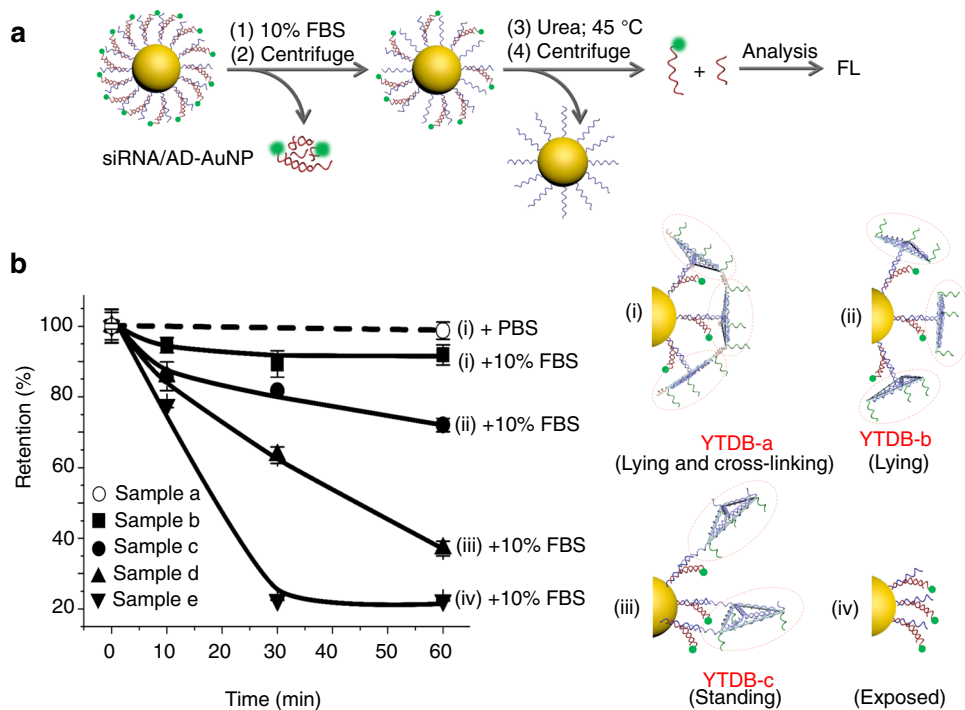 a
(1) 10% FBS
(2) Centrifuge
(3) Urea; 45 °C
(4) Centrifuge
+
Analysis
FL
siRNA/AD-AuNP
b
Retention (%)
100
80
60
40
20
0 10 20 30 40 50 60
Time (min)
Sample a
Sample b
Sample c
Sample d
Sample e
(i) + PBS
(i) +10% FBS
(ii) +10% FBS
(iii) +10% FBS
(iv) +10% FBS
(i)
YTDB-a
(Lying and cross-linking)
(ii)
YTDB-b
(Lying)
(iii)
YTDB-c
(Standing)
(iv)
(Exposed)